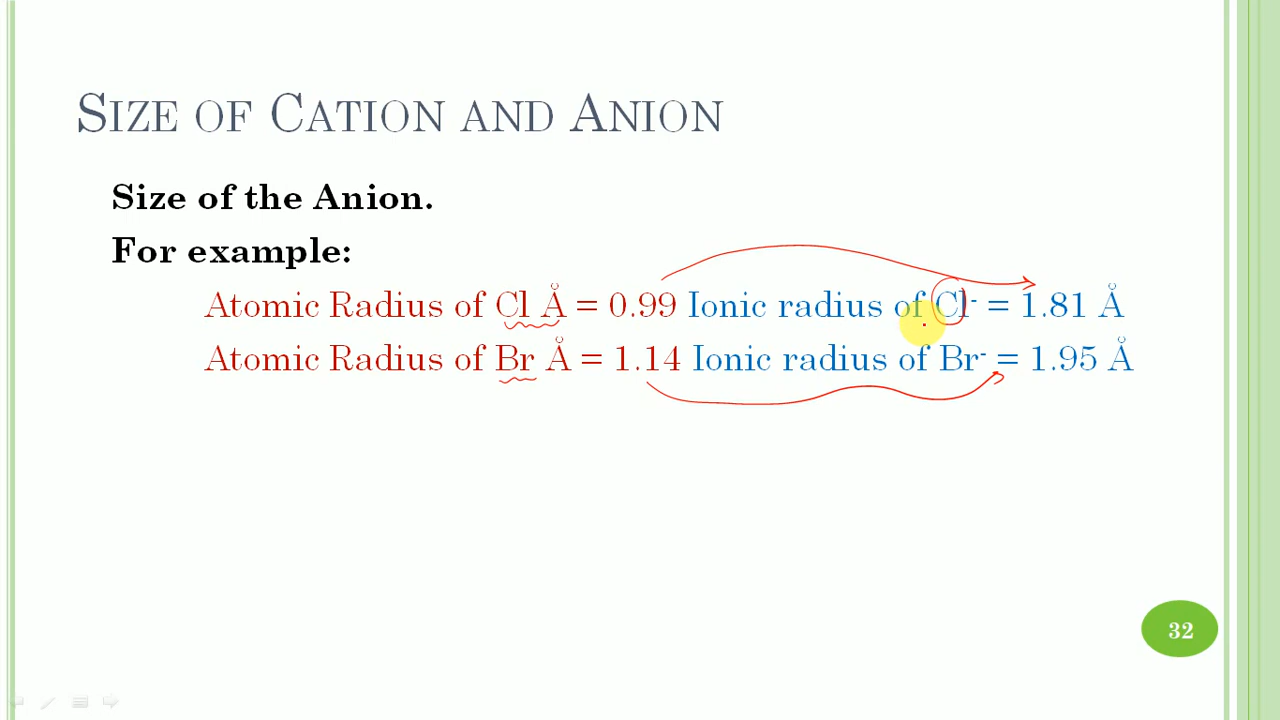 SIZE OF CATION AND ANION
Size of the Anion.
For example:
Atomic Radius of Cl Å = 0.99 Ionic radius of Cl- = 1.81 Å
Atomic Radius of Br Å = 1.14 Ionic radius of Br- = 1.95 Å
32